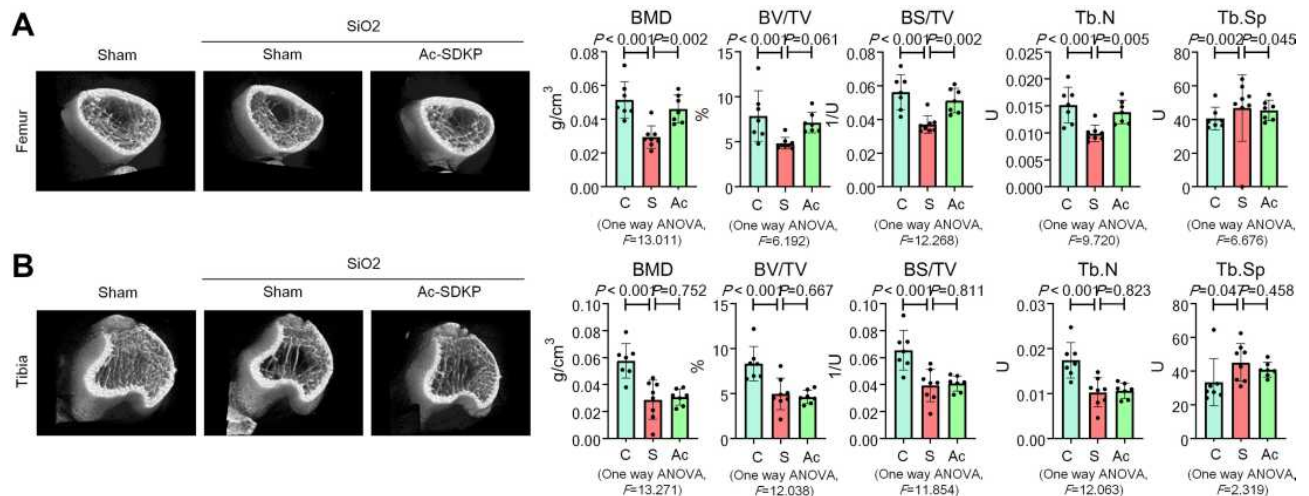 A
SiO2
Sham Sham Ac-SDKP
Femur
BMD BV/TV BS/TV Tb.N Tb.Sp
P < 0.001 P=0.002 P < 0.001 P=0.061 P < 0.001 P=0.002 P < 0.001 P=0.005 P=0.002 P=0.045
g/cm3 % 1/U U U
0.08 0.06 0.04 0.02 0.00
15 10 5 0
0.08 0.06 0.04 0.02 0.00
0.025 0.020 0.015 0.010 0.005 0.000
80 60 40 20 0
C S Ac C S Ac C S Ac C S Ac C S Ac
(One way ANOVA, (One way ANOVA, (One way ANOVA, (One way ANOVA, (One way ANOVA,
F=13.011) F=6.192) F=12.268) F=9.720) F=6.676)
B
SiO2
Sham Sham Ac-SDKP
Tibia
BMD BV/TV BS/TV Tb.N Tb.Sp
P < 0.001 P=0.752 P < 0.001 P=0.667 P < 0.001 P=0.811 P < 0.001 P=0.823 P=0.047 P=0.458
g/cm3 % 1/U U U
0.10 0.08 0.06 0.04 0.02 0.00
15 10 5 0
0.10 0.08 0.06 0.04 0.02 0.00
0.03 0.02 0.01 0.00
80 60 40 20 0
C S Ac C S Ac C S Ac C S Ac C S Ac
(One way ANOVA, (One way ANOVA, (One way ANOVA, (One way ANOVA, (One way ANOVA,
F=13.271) F=12.038) F=11.854) F=12.063) F=2.319)